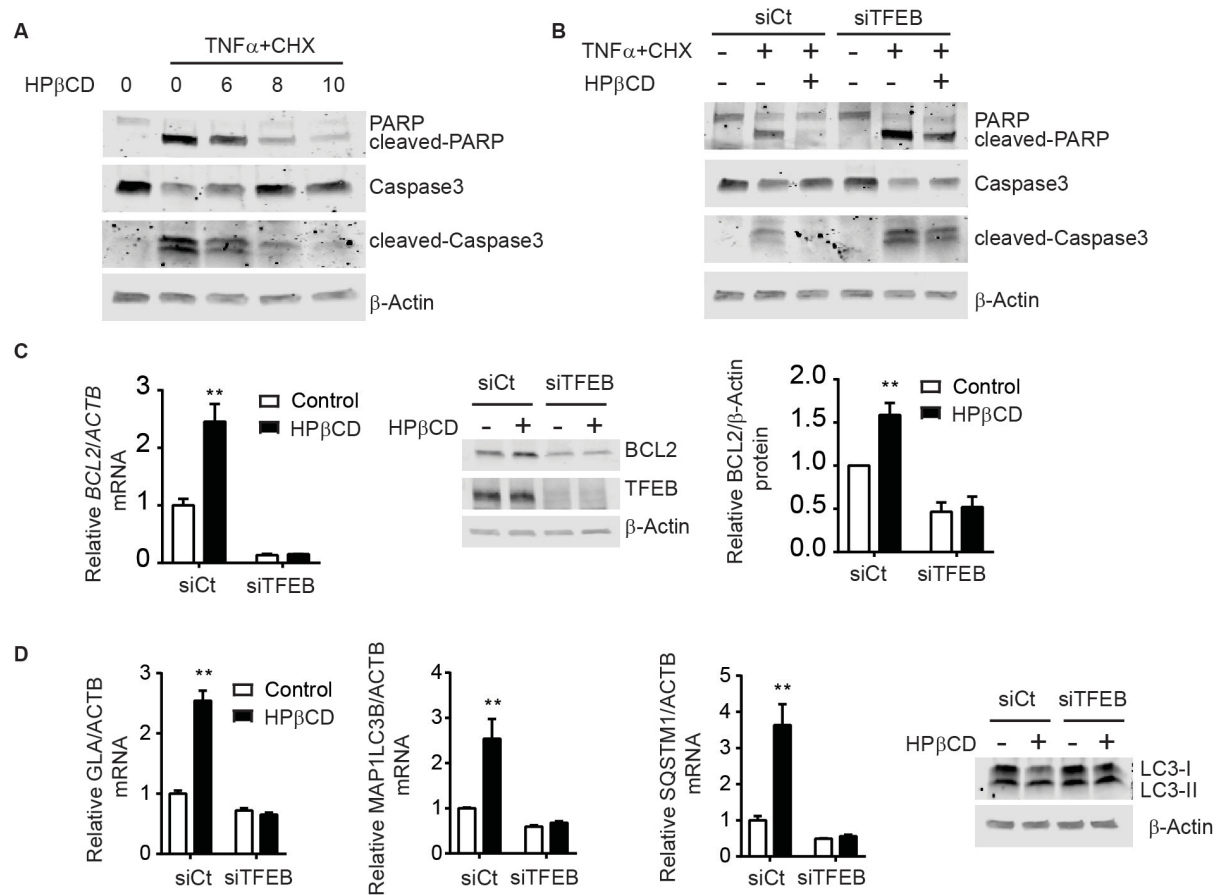 A
TNFα+CHX
HPβCD 0 0 6 8 10
PARP
cleaved-PARP
Caspase3
cleaved-Caspase3
β-Actin
B
siCt siTFEB
TNFα+CHX - + + - + +
HPβCD - - + - - +
PARP
cleaved-PARP
Caspase3
cleaved-Caspase3
β-Actin
C
Relative BCL2/ACTB
mRNA
3
2
1
0
**
Control
HPβCD
siCt siTFEB
siCt siTFEB
HPβCD - + - +
BCL2
TFEB
β-Actin
Relative BCL2/β-Actin
protein
2.0
1.5
1.0
0.5
0.0
**
Control
HPβCD
siCt siTFEB
D
Relative GLA/ACTB
mRNA
3
2
1
0
**
Control
HPβCD
siCt siTFEB
Relative MAP1LC3B/ACTB
mRNA
4
3
2
1
0
**
siCt siTFEB
Relative SQSTM1/ACTB
mRNA
5
4
3
2
1
0
**
siCt siTFEB
siCt siTFEB
HPβCD - + - +
LC3-I
LC3-II
β-Actin